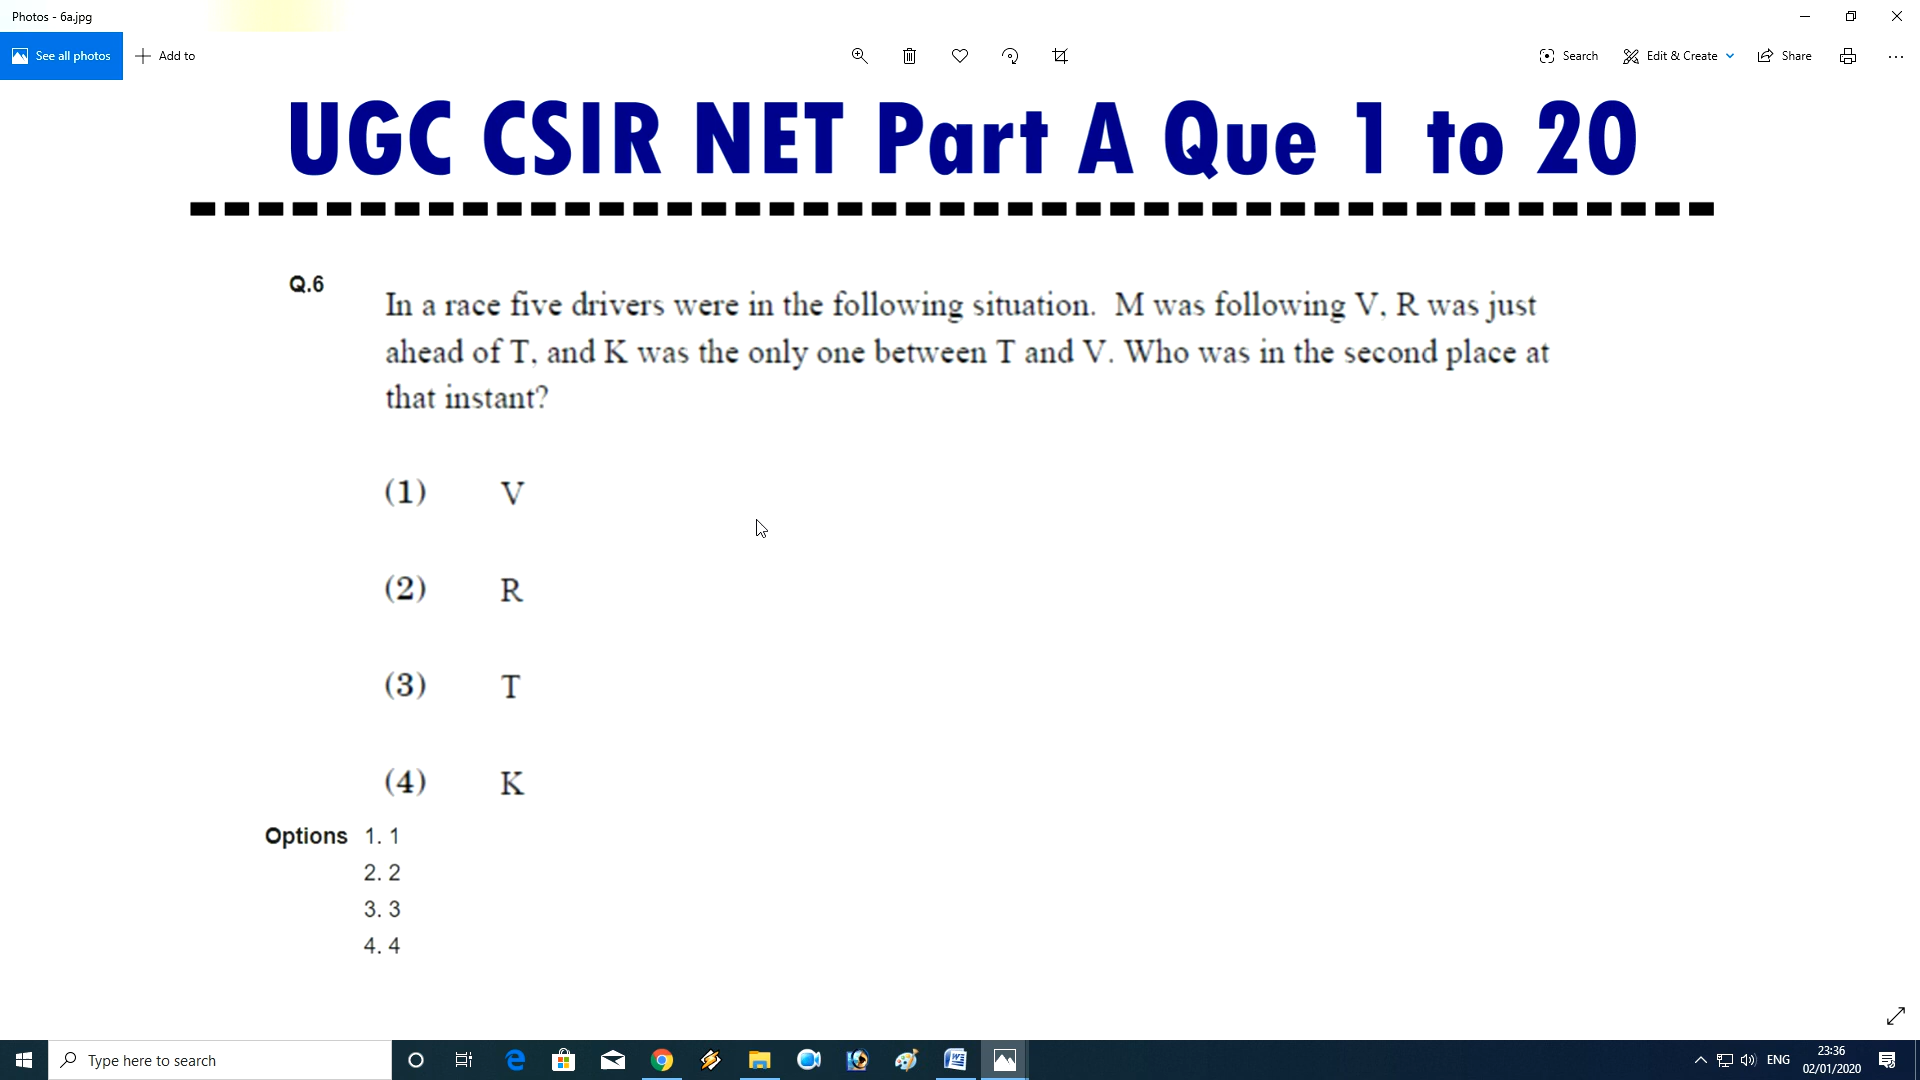 Photos - 6a.jpg
See all photos
Add to
Search
Edit & Create
Share
UGC CSIR NET Part A Que 1 to 20
Q.6
In a race five drivers were in the following situation. M was following V, R was just
ahead of T, and K was the only one between T and V. Who was in the second place at
that instant?
(1) V
(2) R
(3) T
(4) K
Options 1. 1
2. 2
3. 3
4. 4
Type here to search
ENG
23:36
02/01/2020